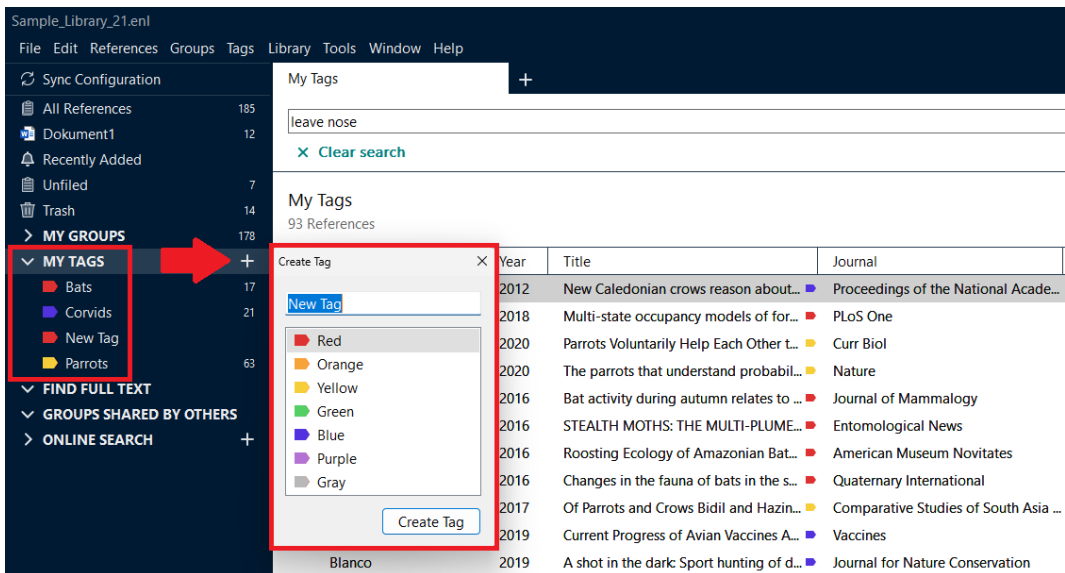 Sample_Library_21.enl
File Edit References Groups Tags Library Tools Window Help
Sync Configuration
All References 185
Dokument1 12
Recently Added
Unfiled 7
Trash 14
MY GROUPS 178
MY TAGS +
Bats 17
Corvids 21
New Tag
Parrots 63
FIND FULL TEXT
GROUPS SHARED BY OTHERS
ONLINE SEARCH +
My Tags +
leave nose
× Clear search
My Tags
93 References
Create Tag ×
New Tag
Red
Orange
Yellow
Green
Blue
Purple
Gray
Create Tag
Year Title Journal
2012 New Caledonian crows reason about... Proceedings of the National Acade...
2018 Multi-state occupancy models of for... PLoS One
2020 Parrots Voluntarily Help Each Other t... Curr Biol
2020 The parrots that understand probabil... Nature
2016 Bat activity during autumn relates to ... Journal of Mammalogy
2016 STEALTH MOTHS: THE MULTI-PLUME... Entomological News
2016 Roosting Ecology of Amazonian Bat... American Museum Novitates
2016 Changes in the fauna of bats in the s... Quaternary International
2017 Of Parrots and Crows Bidil and Hazin... Comparative Studies of South Asia ...
2019 Current Progress of Avian Vaccines A... Vaccines
Blanco 2019 A shot in the dark: Sport hunting of d... Journal for Nature Conservation